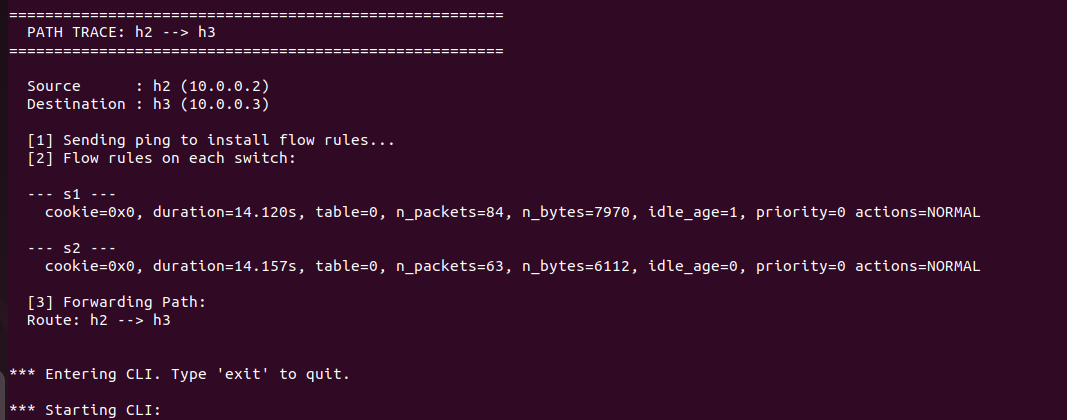 =======================================================
PATH TRACE: h2 --> h3
=======================================================
Source      : h2 (10.0.0.2)
Destination : h3 (10.0.0.3)
[1] Sending ping to install flow rules...
[2] Flow rules on each switch:
--- s1 ---
cookie=0x0, duration=14.120s, table=0, n_packets=84, n_bytes=7970, idle_age=1, priority=0 actions=NORMAL
--- s2 ---
cookie=0x0, duration=14.157s, table=0, n_packets=63, n_bytes=6112, idle_age=0, priority=0 actions=NORMAL
[3] Forwarding Path:
Route: h2 --> h3
*** Entering CLI. Type 'exit' to quit.
*** Starting CLI: